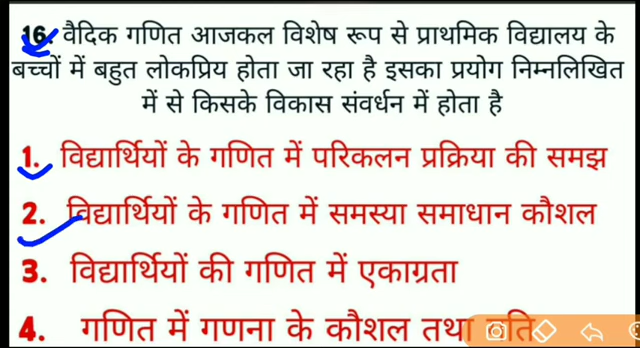 16. वैदिक गणित आजकल विशेष रूप से प्राथमिक विद्यालय के
बच्चों में बहुत लोकप्रिय होता जा रहा है इसका प्रयोग निम्नलिखित
में से किसके विकास संवर्धन में होता है
1. विद्यार्थियों के गणित में परिकलन प्रक्रिया की समझ
2. विद्यार्थियों के गणित में समस्या समाधान कौशल
3. विद्यार्थियों की गणित में एकाग्रता
4. गणित में गणना के कौशल तथा